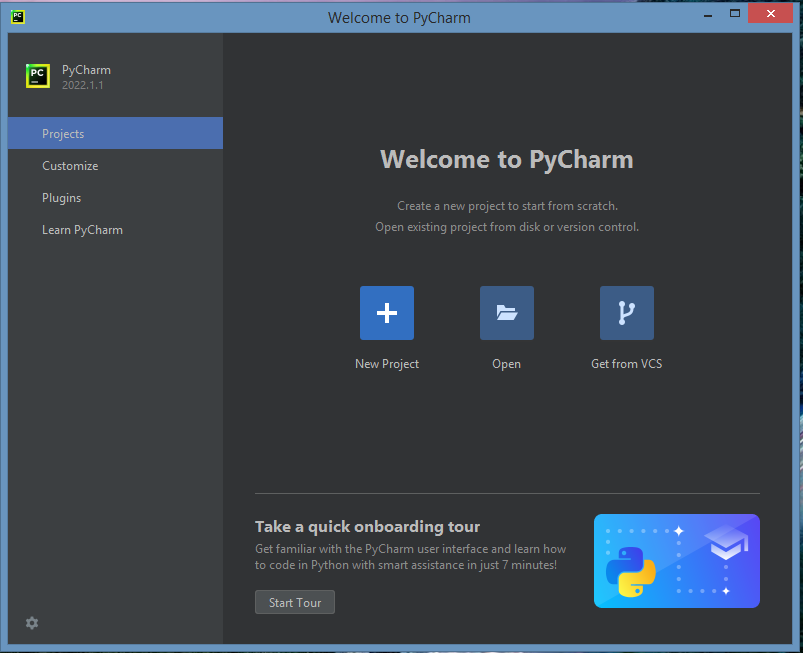 Welcome to PyCharm
PC
PC
PyCharm
2022.1.1
Projects
Customize
Plugins
Learn PyCharm
Welcome to PyCharm
Create a new project to start from scratch.
Open existing project from disk or version control.
New Project
Open
Get from VCS
Take a quick onboarding tour
Get familiar with the PyCharm user interface and learn how
to code in Python with smart assistance in just 7 minutes!
Start Tour